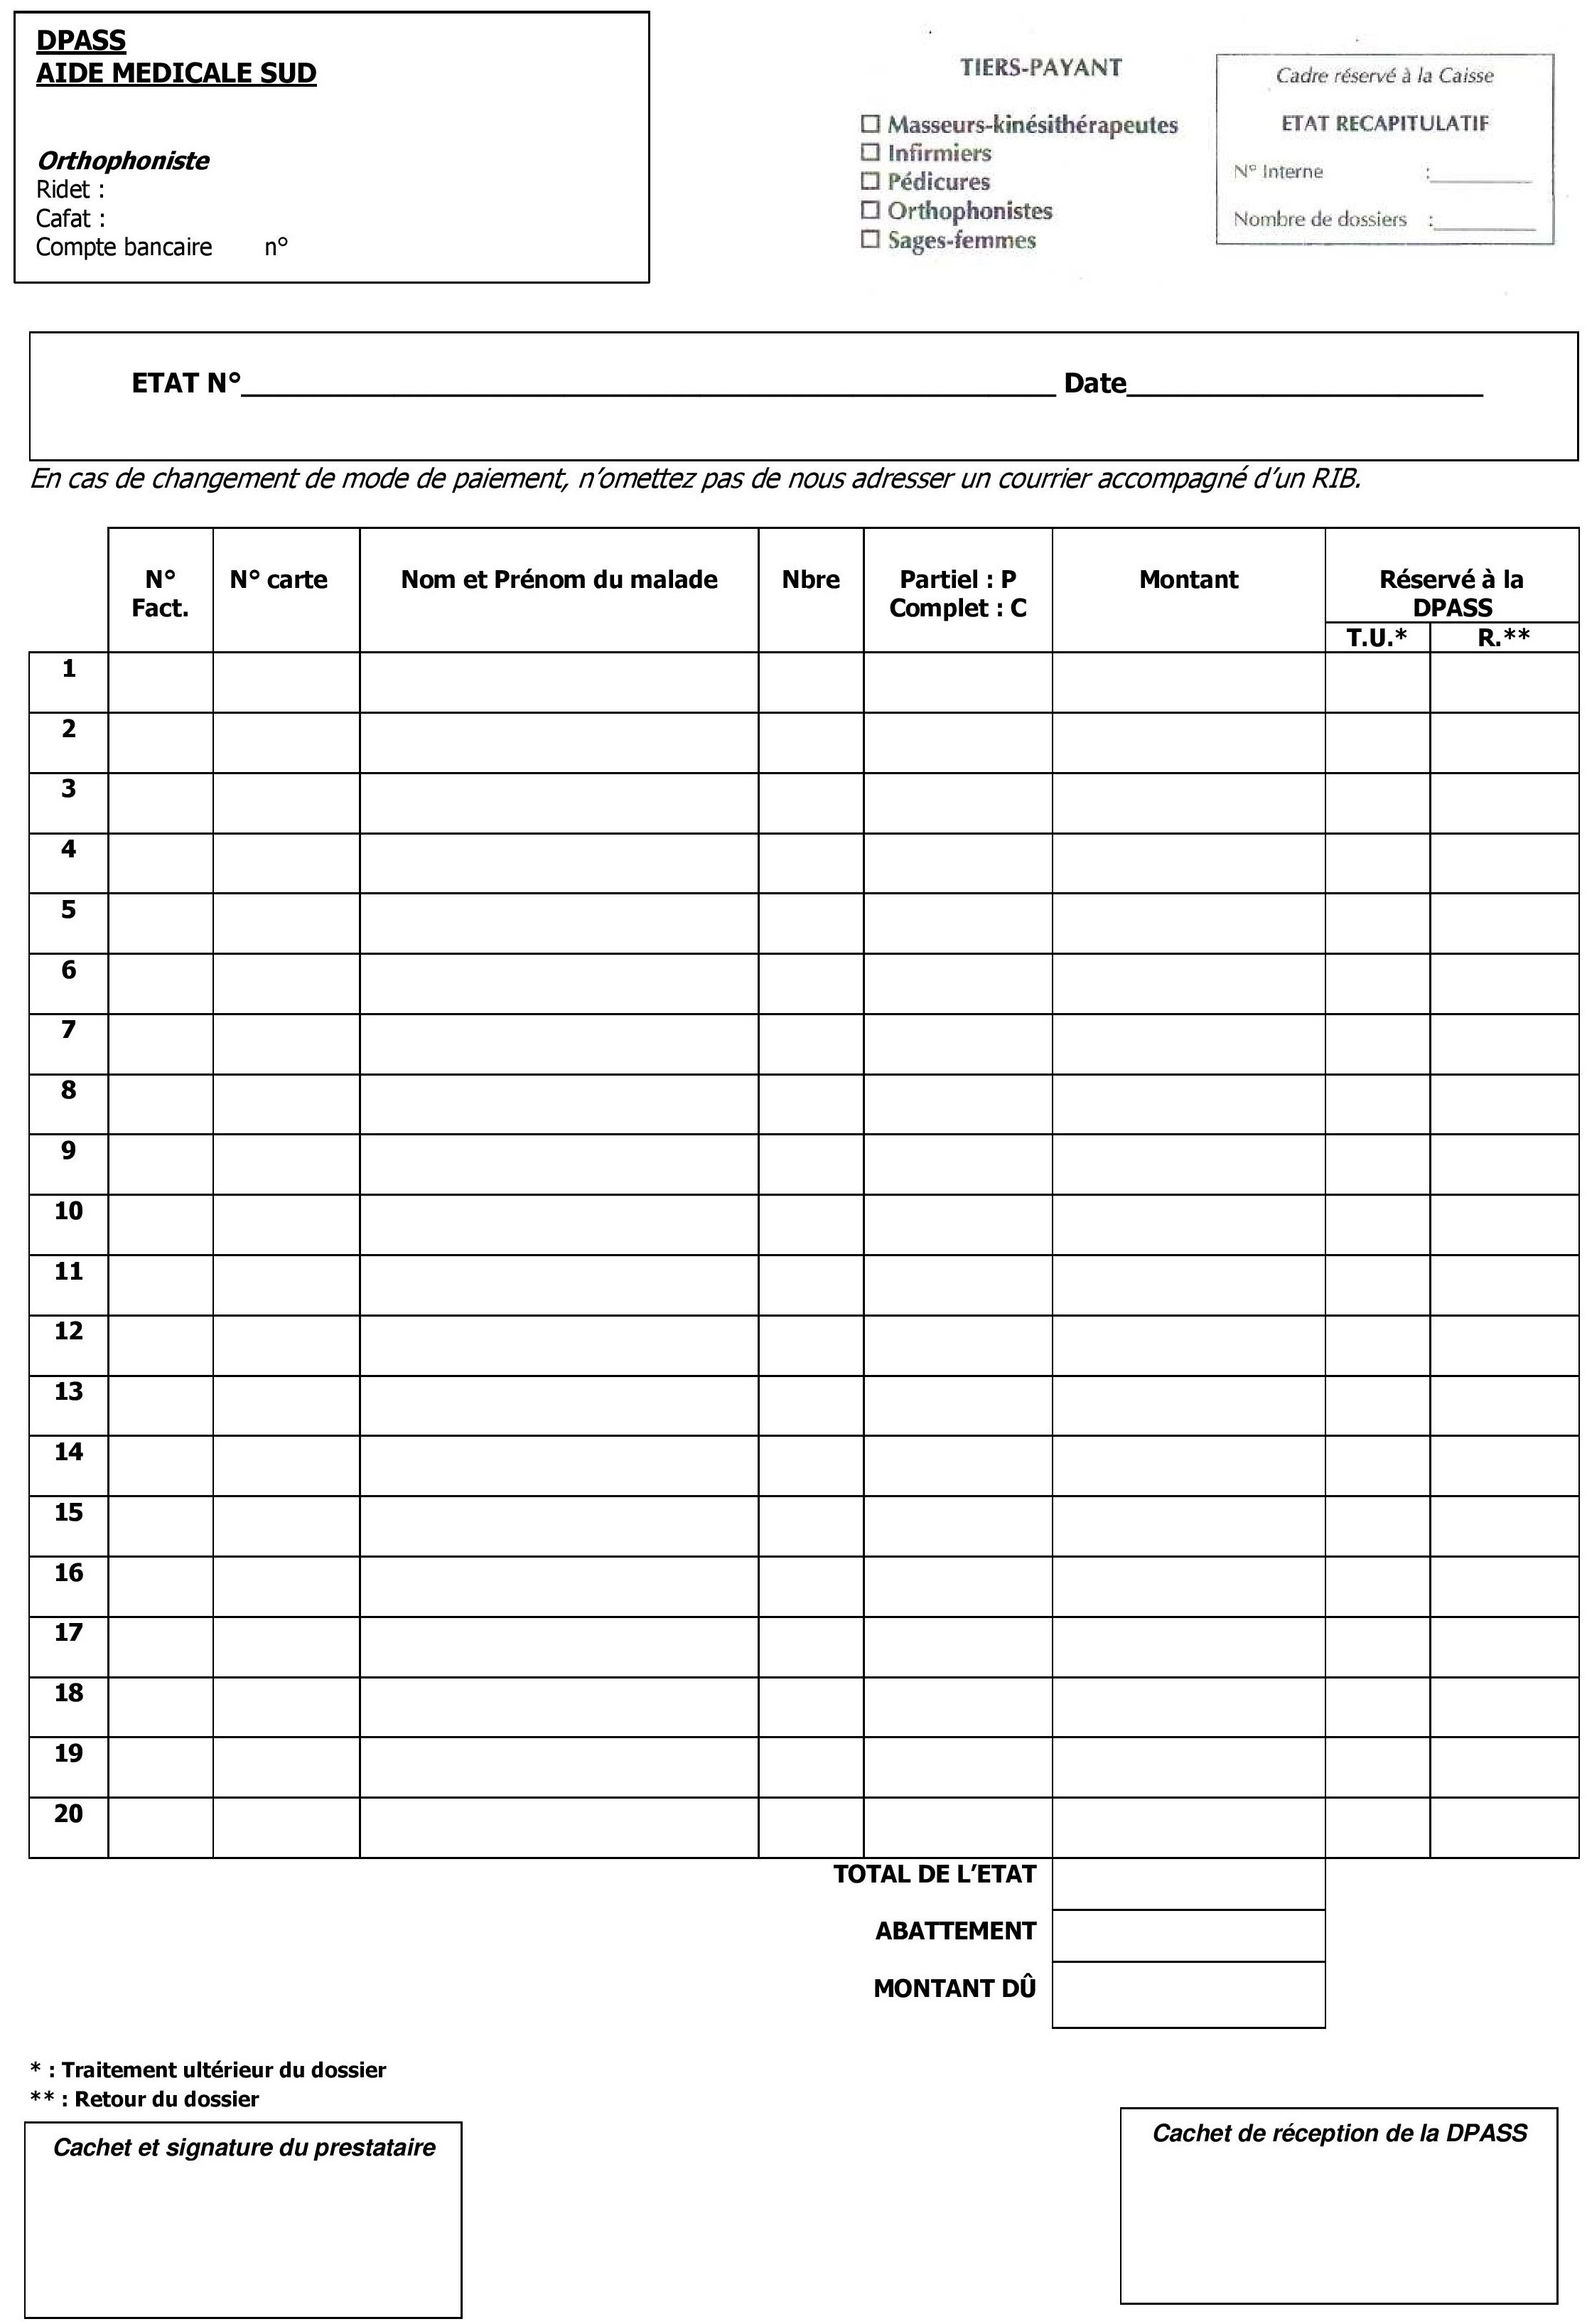 DPASS
AIDE MEDICALE SUD
Orthophoniste
Ridet :
Cafat :
Compte bancaire n°
TIERS-PAYANT
☐ Masseurs-kinésithérapeutes
☐ Infirmiers
☐ Pédicures
☐ Orthophonistes
☐ Sages-femmes
Cadre réservé à la Caisse
ETAT RECAPITULATIF
N° Interne :__________
Nombre de dossiers :__________
ETAT N°______________________________ Date______________
En cas de changement de mode de paiement, n’omettez pas de nous adresser un courrier accompagné d’un RIB.
N° Fact. N° carte Nom et Prénom du malade Nbre Partiel : P Complet : C Montant Réservé à la DPASS
T.U.* R.**
1
2
3
4
5
6
7
8
9
10
11
12
13
14
15
16
17
18
19
20
TOTAL DE L’ETAT
ABATTEMENT
MONTANT DÛ
* : Traitement ultérieur du dossier
** : Retour du dossier
Cachet et signature du prestataire
Cachet de réception de la DPASS